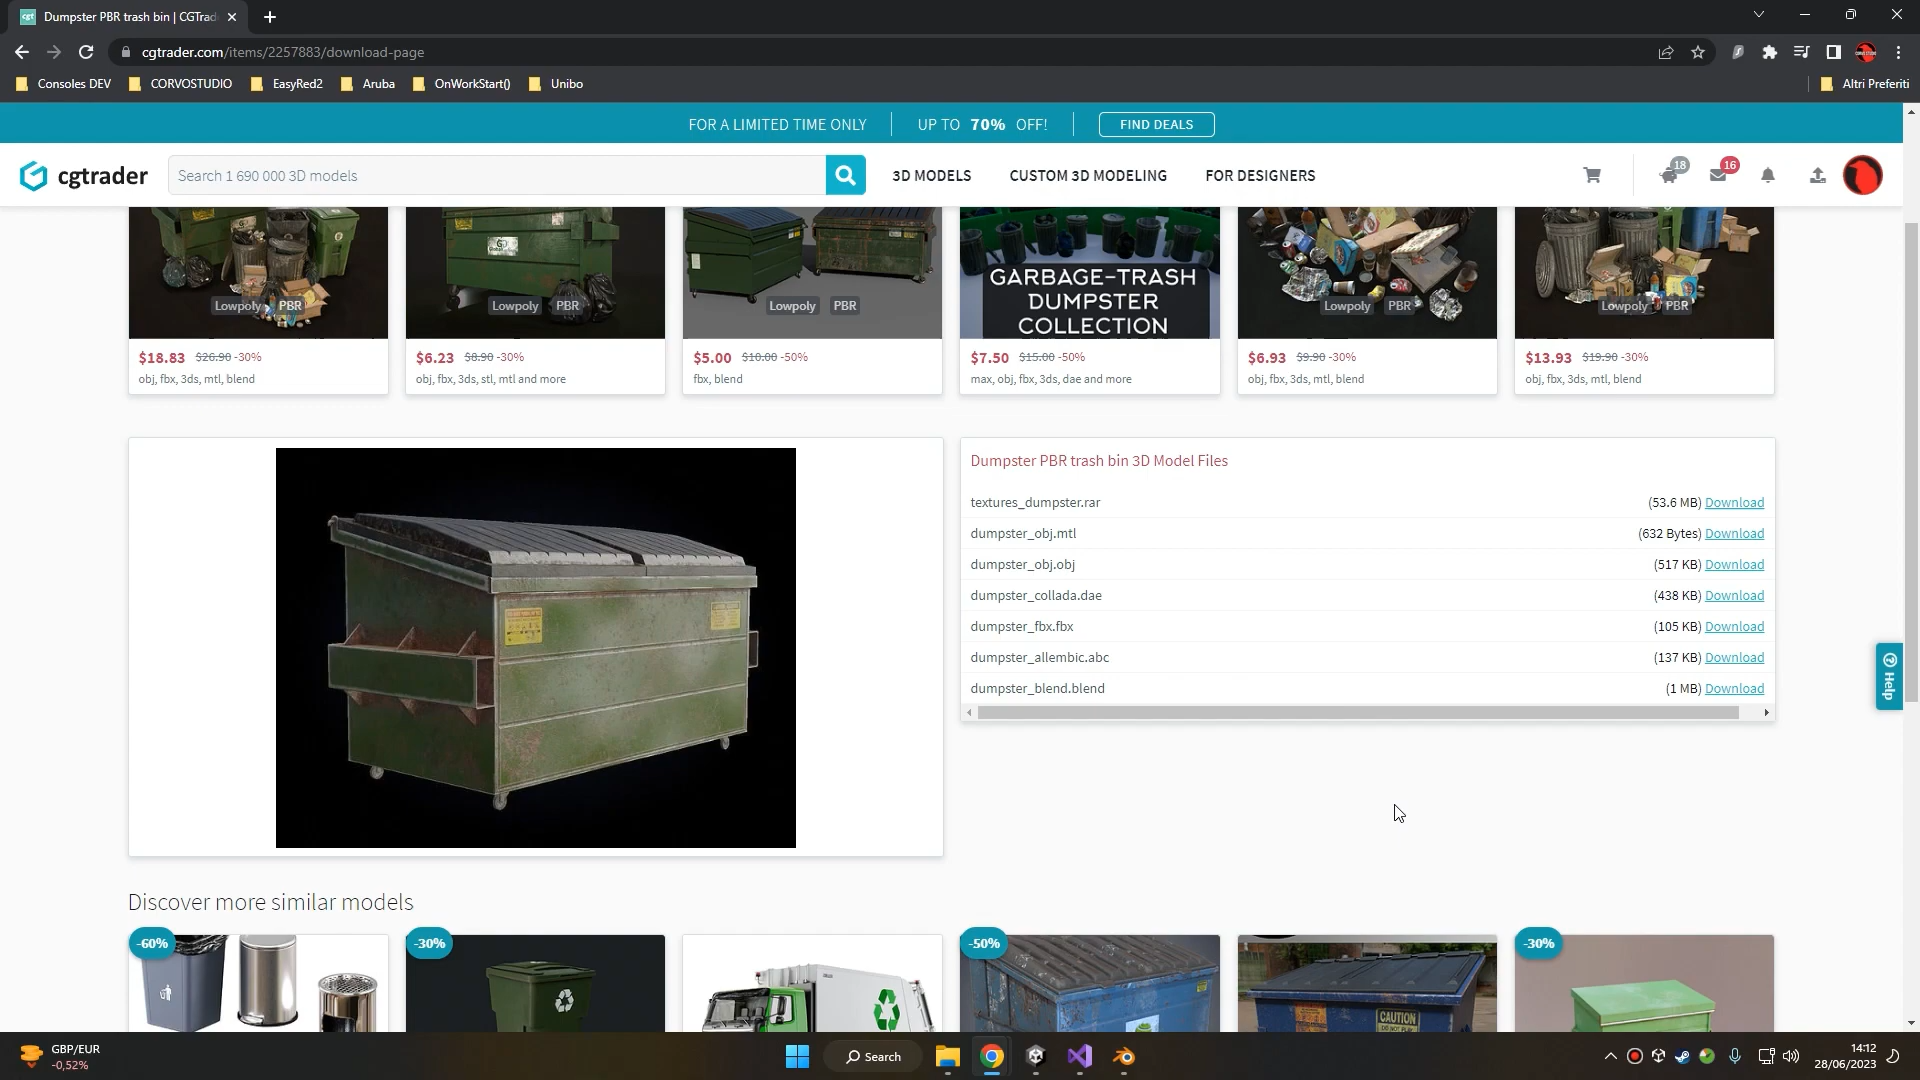 Dumpster PBR trash bin | CGTrad
cgtrader.com/items/2257883/download-page
Consoles DEV
CORVOSTUDIO
EasyRed2
Aruba
OnWorkStart()
Unibo
Altri Preferiti
FOR A LIMITED TIME ONLY
UP TO 70% OFF!
FIND DEALS
cgtrader
Search 1 690 000 3D models
3D MODELS
CUSTOM 3D MODELING
FOR DESIGNERS
18
16
GARBAGE-TRASH
DUMPSTER
COLLECTION
Lowpoly PBR
Lowpoly PBR
Lowpoly PBR
Lowpoly PBR
Lowpoly PBR
$18.83 $26.90 -30%
obj, fbx, 3ds, mtl, blend
$6.23 $8.90 -30%
obj, fbx, 3ds, stl, mtl and more
$5.00 $10.00 -50%
fbx, blend
$7.50 $15.00 -50%
max, obj, fbx, 3ds, dae and more
$6.93 $9.90 -30%
obj, fbx, 3ds, mtl, blend
$13.93 $19.90 -30%
obj, fbx, 3ds, mtl, blend
Dumpster PBR trash bin 3D Model Files
textures_dumpster.rar (53.6 MB) Download
dumpster_obj.mtl (632 Bytes) Download
dumpster_obj.obj (517 KB) Download
dumpster_collada.dae (438 KB) Download
dumpster_fbx.fbx (105 KB) Download
dumpster_allembic.abc (137 KB) Download
dumpster_blend.blend (1 MB) Download
Help
Discover more similar models
-60%
-30%
-50%
-30%
CAUTION
GBP/EUR
-0,52%
Search
14:12
28/06/2023